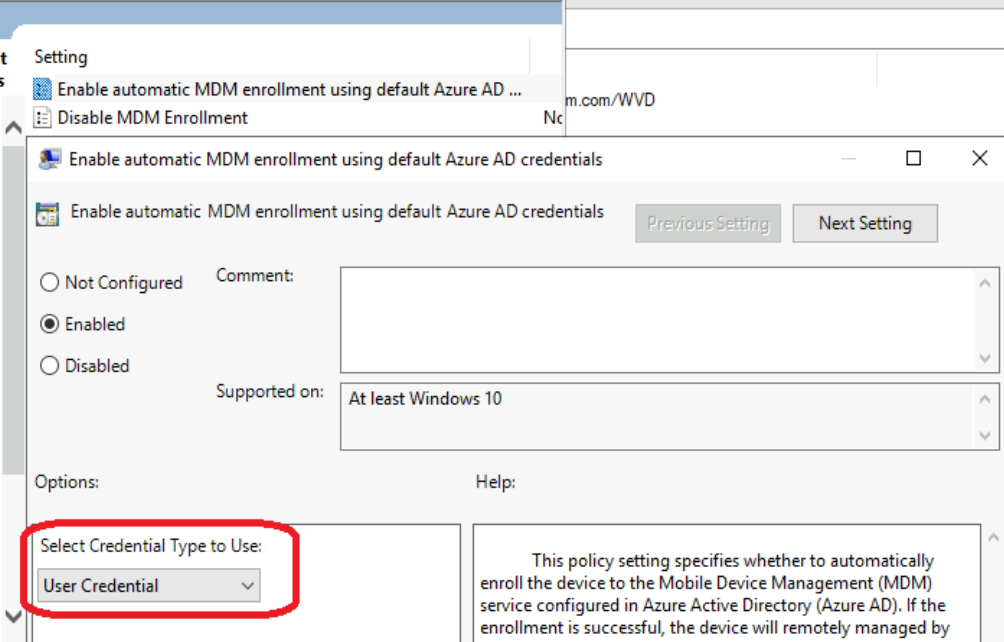 t
s
Setting
Enable automatic MDM enrollment using default Azure AD ...
Disable MDM Enrollment
No
m.com/WVD
Enable automatic MDM enrollment using default Azure AD credentials
Enable automatic MDM enrollment using default Azure AD credentials
Previous Setting
Next Setting
Not Configured
Comment:
Enabled
Disabled
Supported on:
At least Windows 10
Options:
Help:
Select Credential Type to Use:
User Credential
This policy setting specifies whether to automatically
enroll the device to the Mobile Device Management (MDM)
service configured in Azure Active Directory (Azure AD). If the
enrollment is successful, the device will remotely managed by